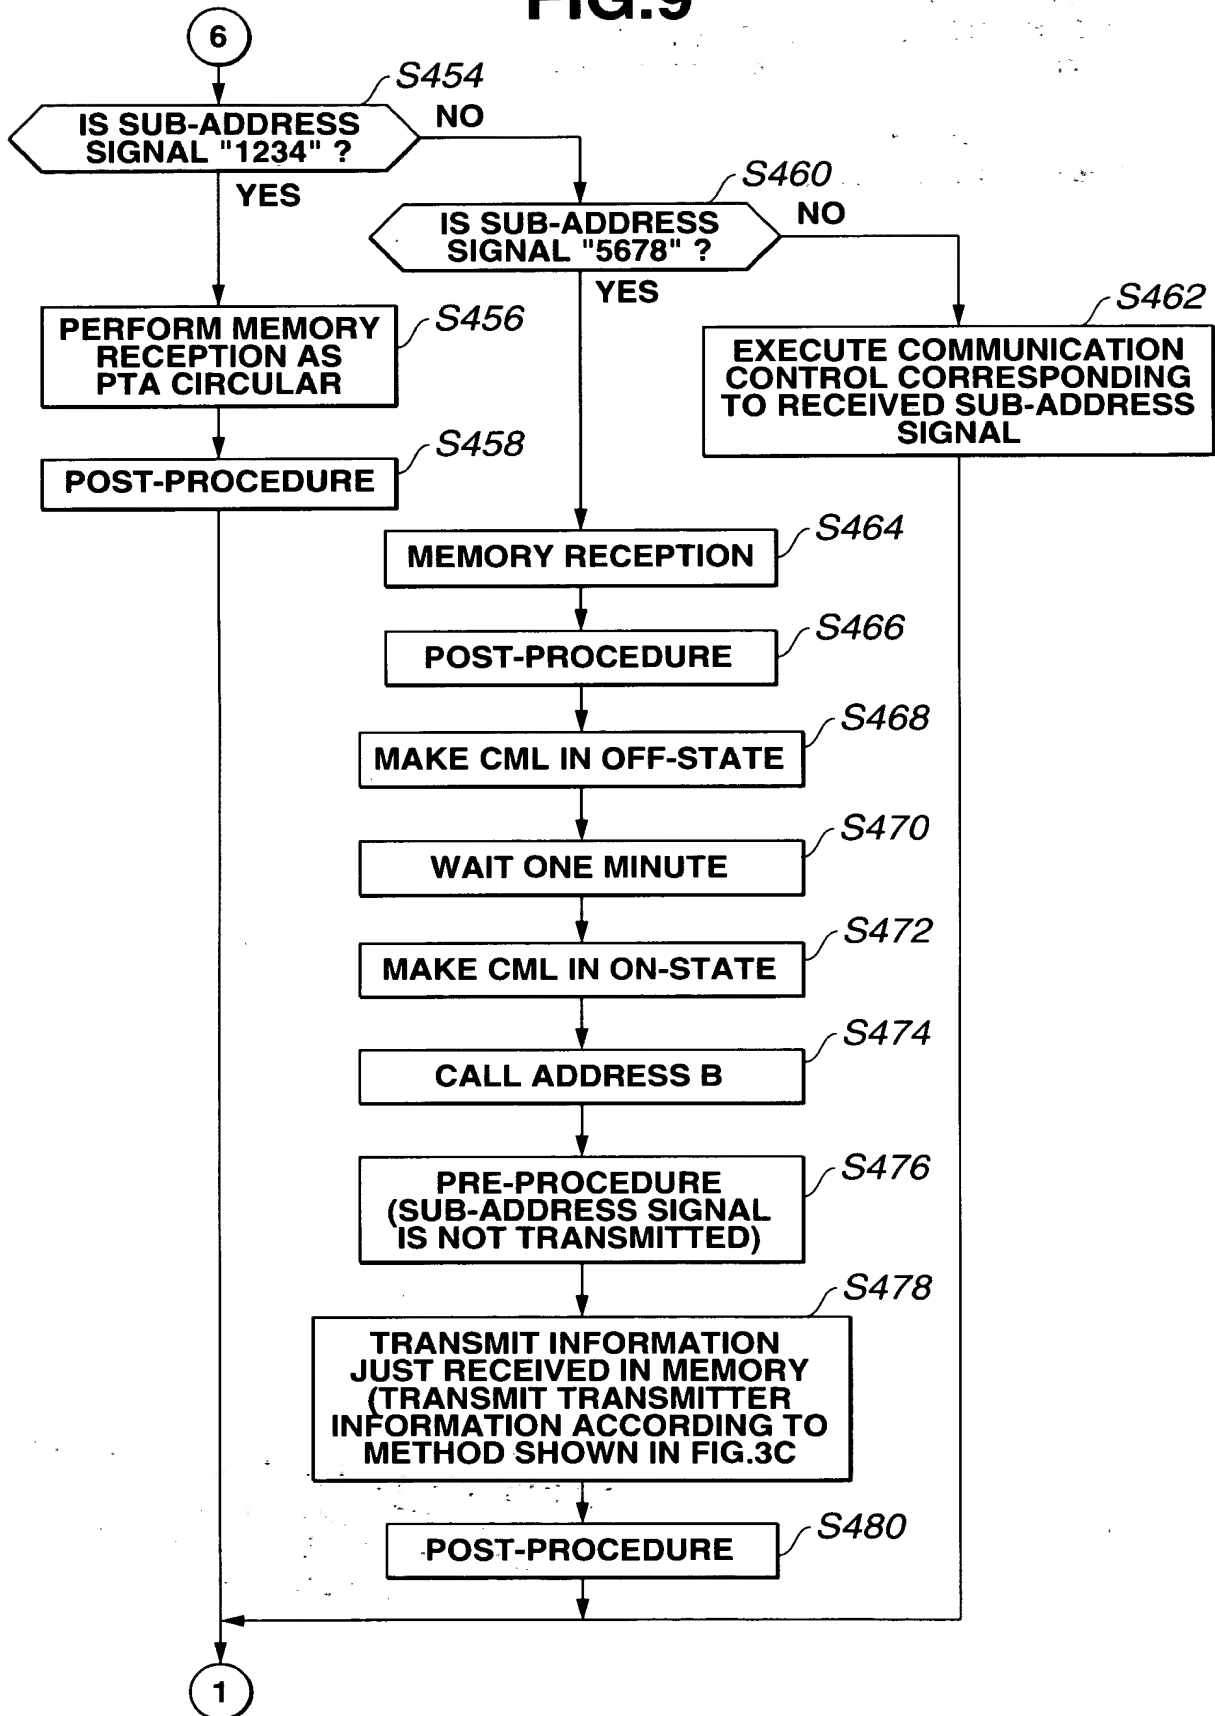 FIG.9
6
S454
IS SUB-ADDRESS
SIGNAL "1234" ?
NO
YES
S460
IS SUB-ADDRESS
SIGNAL "5678" ?
NO
YES
S456
PERFORM MEMORY
RECEPTION AS
PTA CIRCULAR
S462
EXECUTE COMMUNICATION
CONTROL CORRESPONDING
TO RECEIVED SUB-ADDRESS
SIGNAL
S458
POST-PROCEDURE
S464
MEMORY RECEPTION
S466
POST-PROCEDURE
S468
MAKE CML IN OFF-STATE
S470
WAIT ONE MINUTE
S472
MAKE CML IN ON-STATE
S474
CALL ADDRESS B
S476
PRE-PROCEDURE
(SUB-ADDRESS SIGNAL
IS NOT TRANSMITTED)
S478
TRANSMIT INFORMATION
JUST RECEIVED IN MEMORY
(TRANSMIT TRANSMITTER
INFORMATION ACCORDING TO
METHOD SHOWN IN FIG.3C
S480
POST-PROCEDURE
1